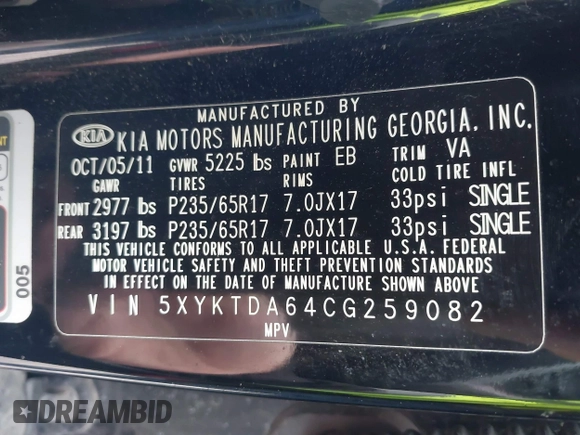 MANUFACTURED BY
KIA KIA MOTORS MANUFACTURING GEORGIA, INC.
OCT/05/11 GVWR 5225 lbs PAINT EB TRIM VA
GAWR TIRES RIMS COLD TIRE INFL
FRONT 2977 lbs P235/65R17 7.0JX17 33psi SINGLE
REAR 3197 lbs P235/65R17 7.0JX17 33psi SINGLE
THIS VEHICLE CONFORMS TO ALL APPLICABLE U.S.A. FEDERAL
MOTOR VEHICLE SAFETY AND THEFT PREVENTION STANDARDS
IN EFFECT ON THE DATE OF MANUFACTURE SHOWN ABOVE
VIN 5XYKTDA64CG259082
MPV
005
DREAMBID